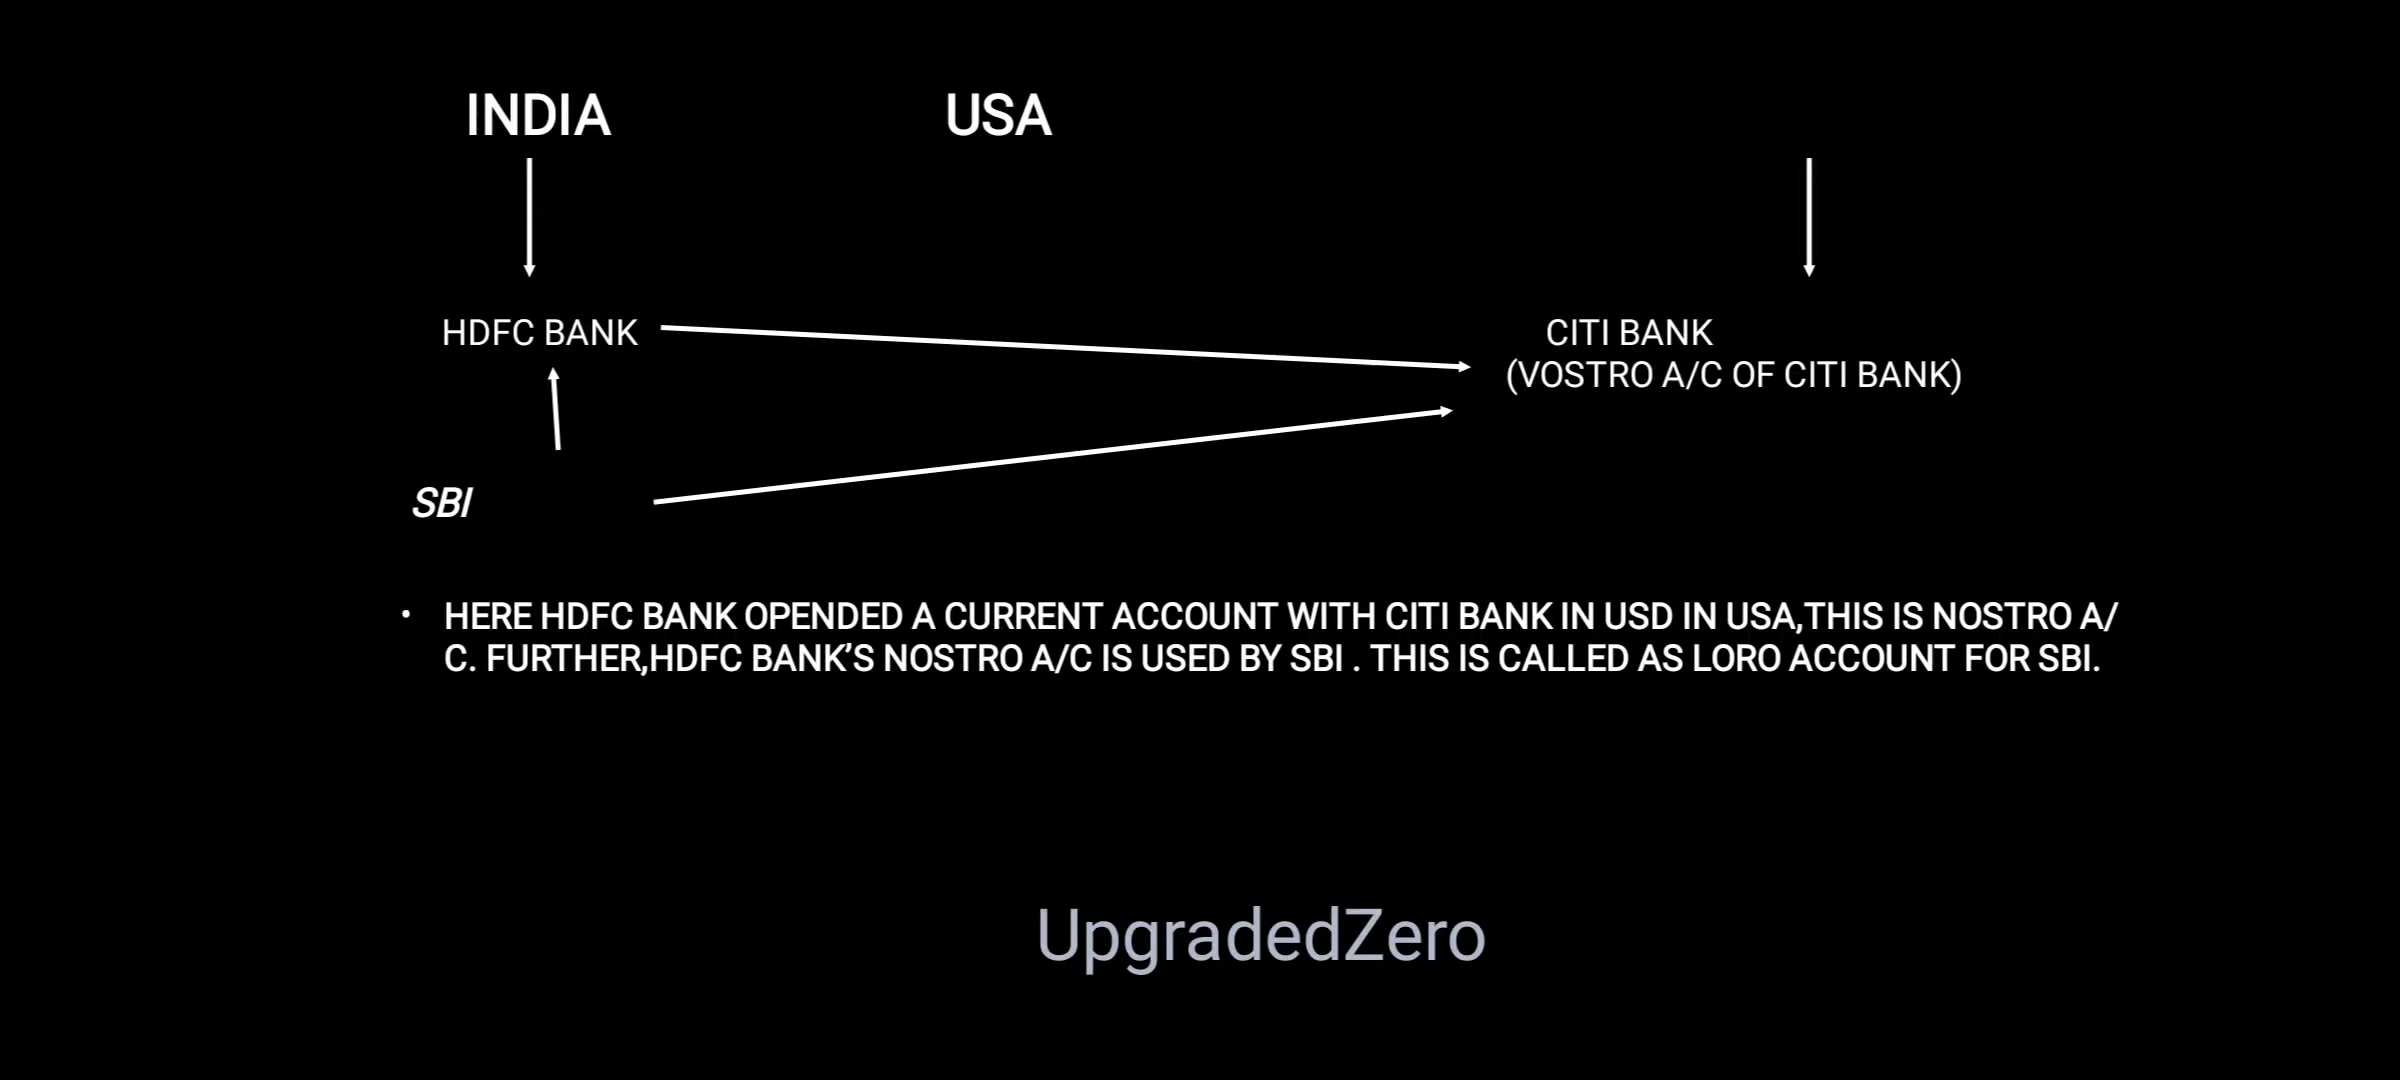 INDIA USA
HDFC BANK CITI BANK
(VOSTRO A/C OF CITI BANK)
SBI
• HERE HDFC BANK OPENDED A CURRENT ACCOUNT WITH CITI BANK IN USD IN USA,THIS IS NOSTRO A/
C. FURTHER,HDFC BANK’S NOSTRO A/C IS USED BY SBI . THIS IS CALLED AS LORO ACCOUNT FOR SBI.
UpgradedZero